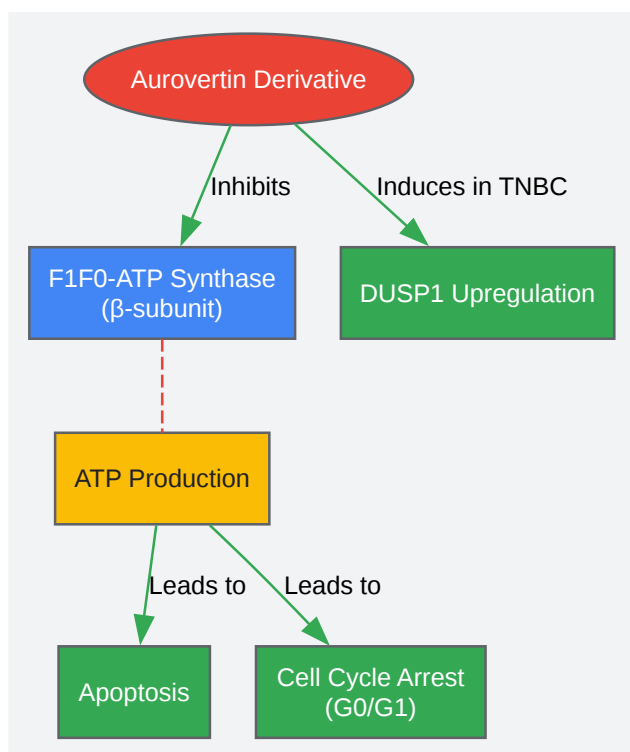 Aurovertin Derivative
Inhibits
Induces in TNBC
F1F0-ATP Synthase
(β-subunit)
DUSP1 Upregulation
ATP Production
Leads to
Leads to
Apoptosis
Cell Cycle Arrest
(G0/G1)